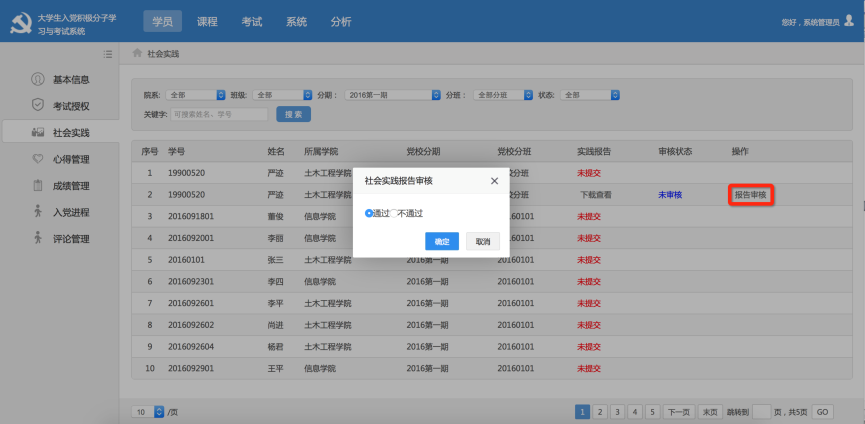 大学生入党积极分子学
习与考试系统
学员 课程 考试 系统 分析
您好，系统管理员
社会实践
基本信息
考试授权
社会实践
心得管理
成绩管理
入党进程
评论管理
院系: 全部 班级: 全部 分期： 2016第一期 分班： 全部分班 状态: 全部
关键字: 可搜索姓名、学号 搜 索
序号 学号 姓名 所属学院 党校分期 党校分班 实践报告 审核状态 操作
1 19900520 严迹 土木工程学院 校分班 未提交
2 19900520 严迹 土木工程学院 校分班 下载查看 未审核 报告审核
3 2016091801 董俊 信息学院 20160101 未提交
4 2016092001 李丽 信息学院 20160101 未提交
5 20160101 张三 土木工程学院 2016第一期 20160101 未提交
6 2016092301 李四 信息学院 2016第一期 20160101 未提交
7 2016092601 李平 土木工程学院 2016第一期 20160101 未提交
8 2016092602 尚进 土木工程学院 2016第一期 20160101 未提交
9 2016092604 杨君 土木工程学院 2016第一期 20160101 未提交
10 2016092901 王平 信息学院 2016第一期 20160101 未提交
社会实践报告审核
通过 不通过
确定 取消
10 /页
1 2 3 4 5 下一页 末页 跳转到 页，共5页 GO